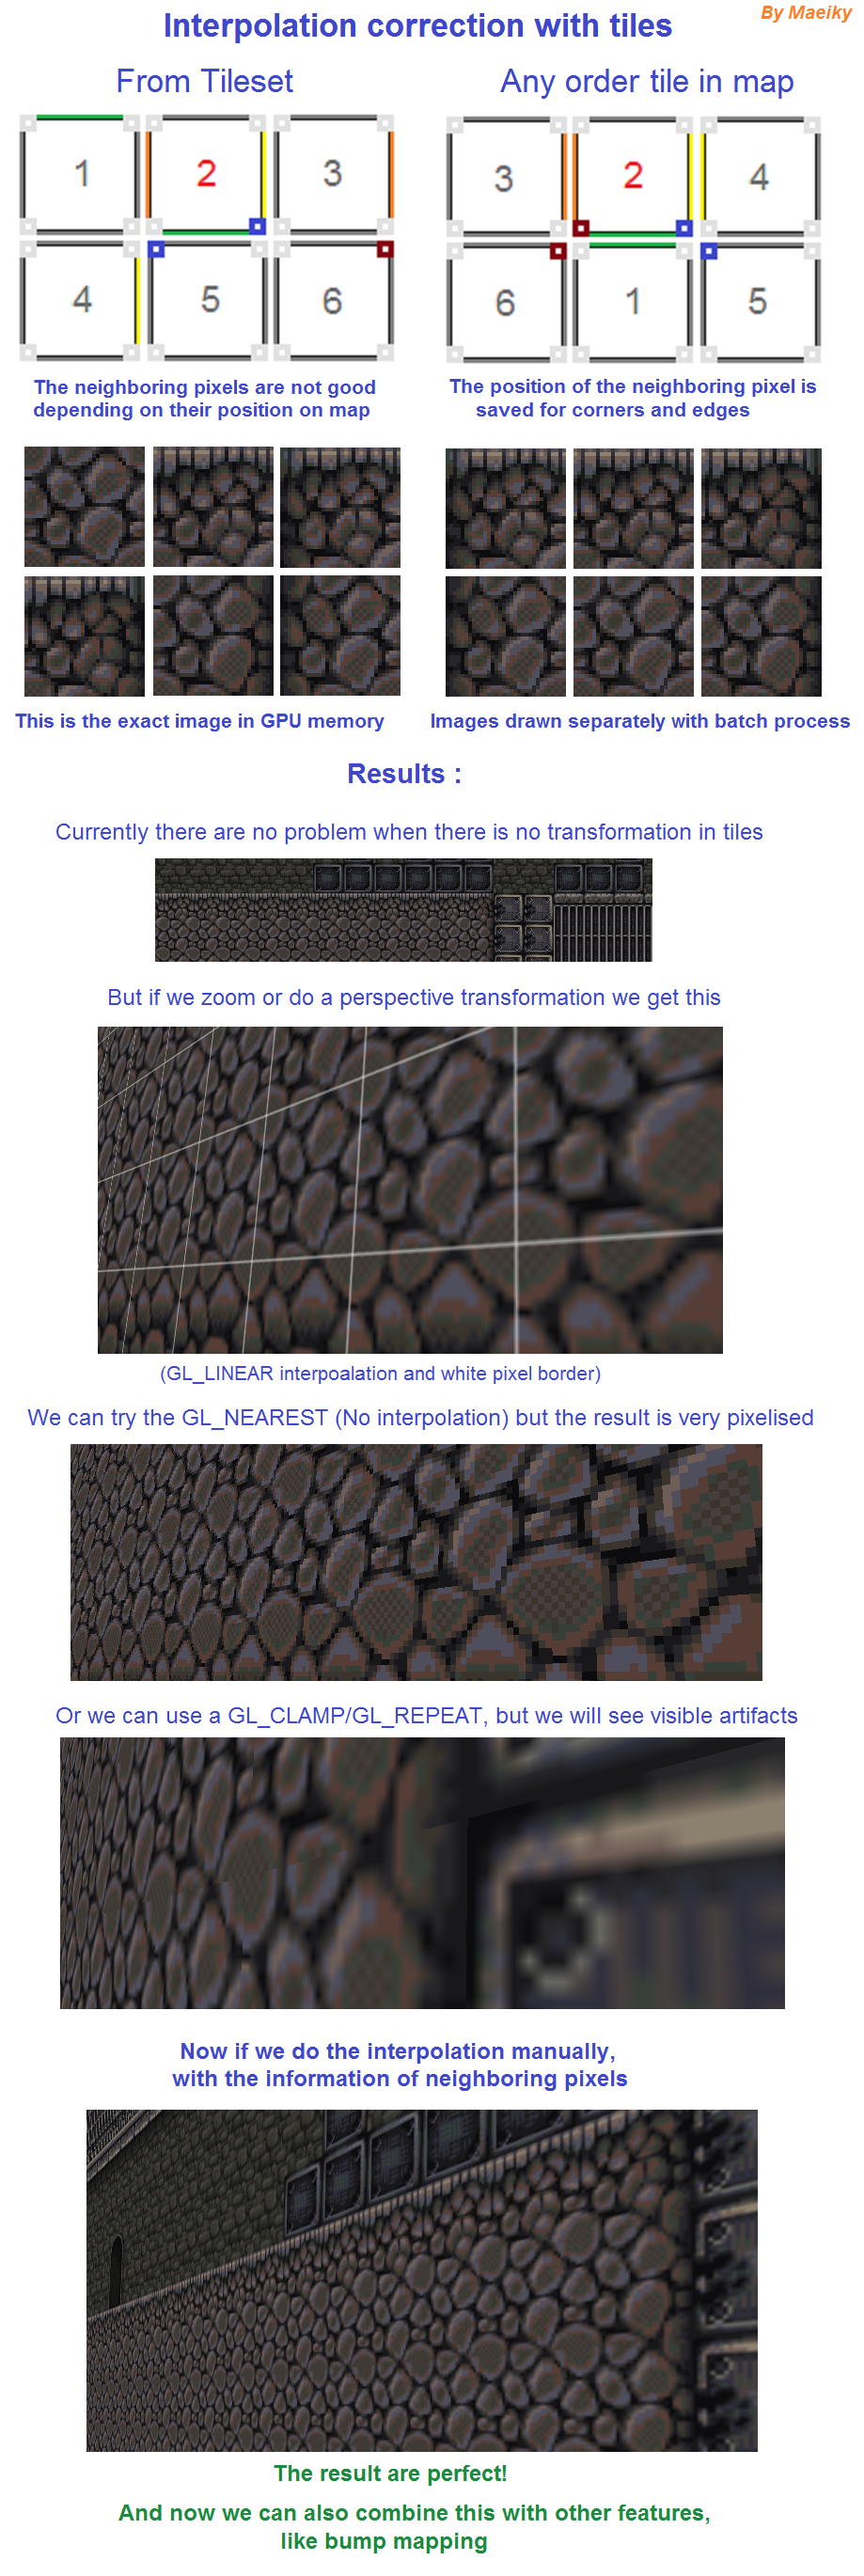 Interpolation correction with tiles
By Maeiky
From Tileset
Any order tile in map
1
2
3
4
5
6
3
2
4
6
1
5
The neighboring pixels are not good
depending on their position on map
The position of the neighboring pixel is
saved for corners and edges
This is the exact image in GPU memory
Images drawn separately with batch process
Results :
Currently there are no problem when there is no transformation in tiles
But if we zoom or do a perspective transformation we get this
(GL_LINEAR interpoalation and white pixel border)
We can try the GL_NEAREST (No interpolation) but the result is very pixelised
Or we can use a GL_CLAMP/GL_REPEAT, but we will see visible artifacts
Now if we do the interpolation manually,
with the information of neighboring pixels
The result are perfect!
And now we can also combine this with other features,
like bump mapping